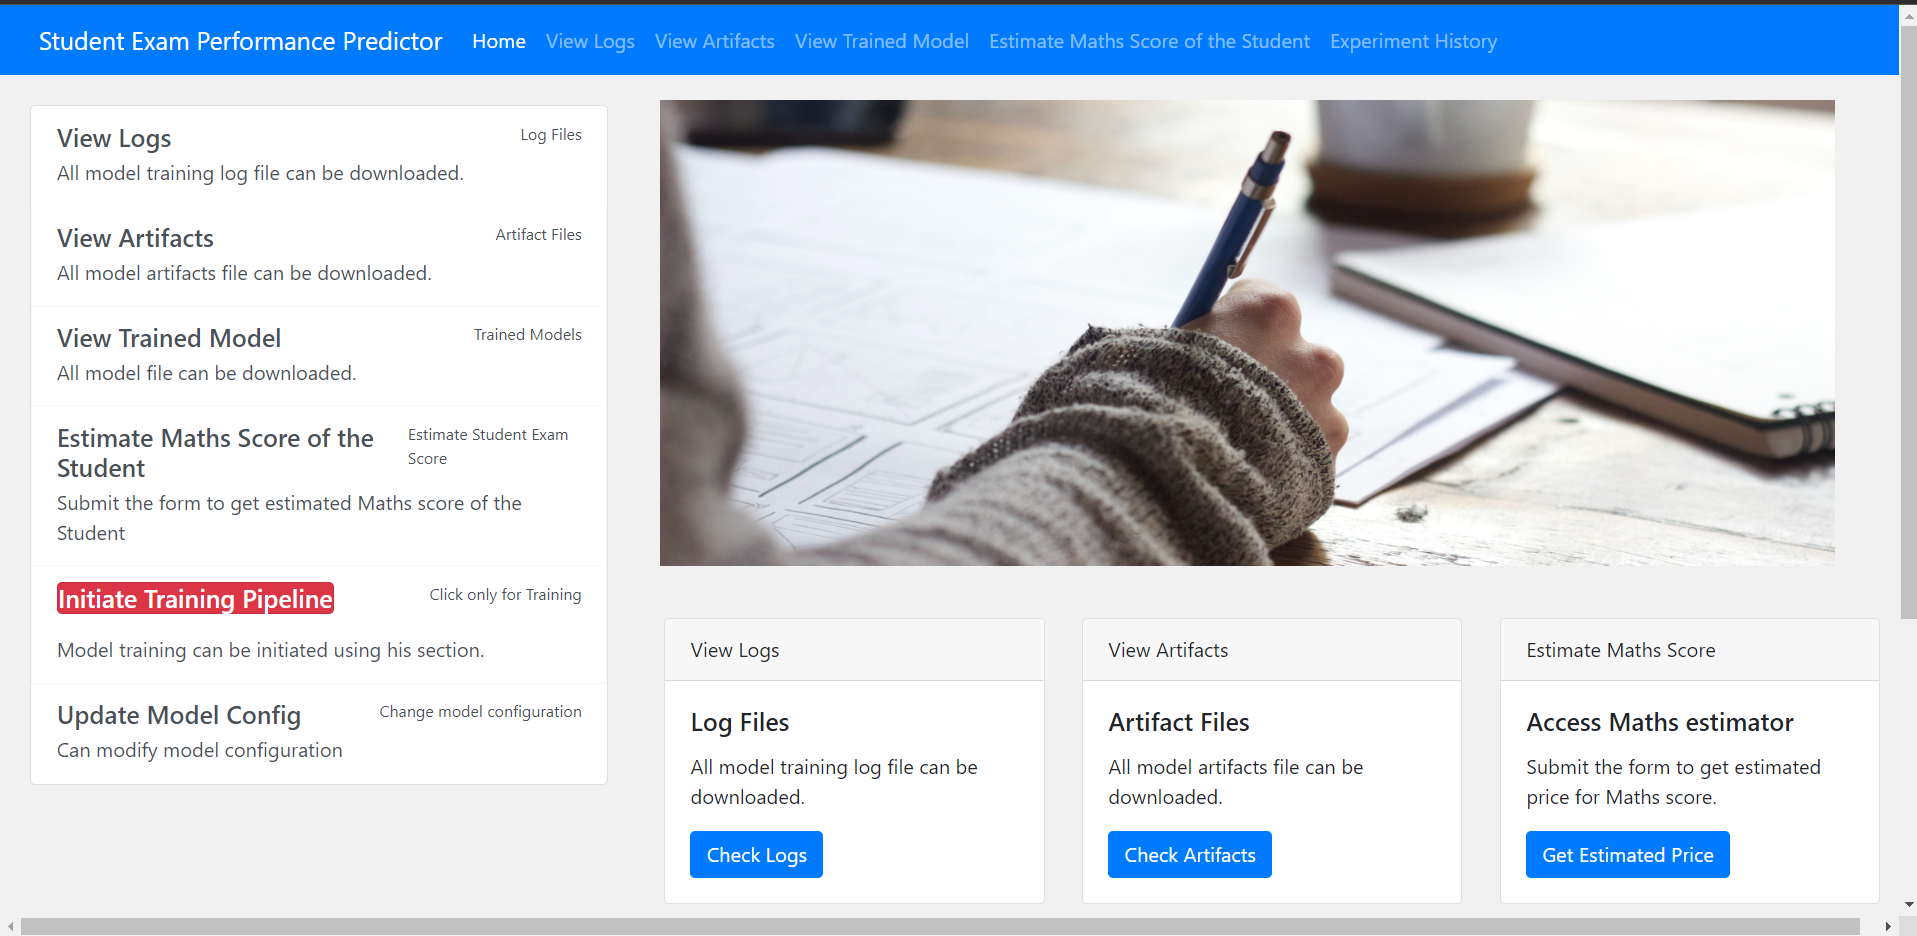 Student Exam Performance Predictor Home View Logs View Artifacts View Trained Model Estimate Maths Score of the Student Experiment History
View Logs
Log Files
All model training log file can be downloaded.
View Artifacts
Artifact Files
All model artifacts file can be downloaded.
View Trained Model
Trained Models
All model file can be downloaded.
Estimate Maths Score of the
Student
Estimate Student Exam
Score
Submit the form to get estimated Maths score of the
Student
Initiate Training Pipeline
Click only for Training
Model training can be initiated using his section.
Update Model Config
Change model configuration
Can modify model configuration
View Logs
Log Files
All model training log file can be
downloaded.
Check Logs
View Artifacts
Artifact Files
All model artifacts file can be
downloaded.
Check Artifacts
Estimate Maths Score
Access Maths estimator
Submit the form to get estimated
price for Maths score.
Get Estimated Price